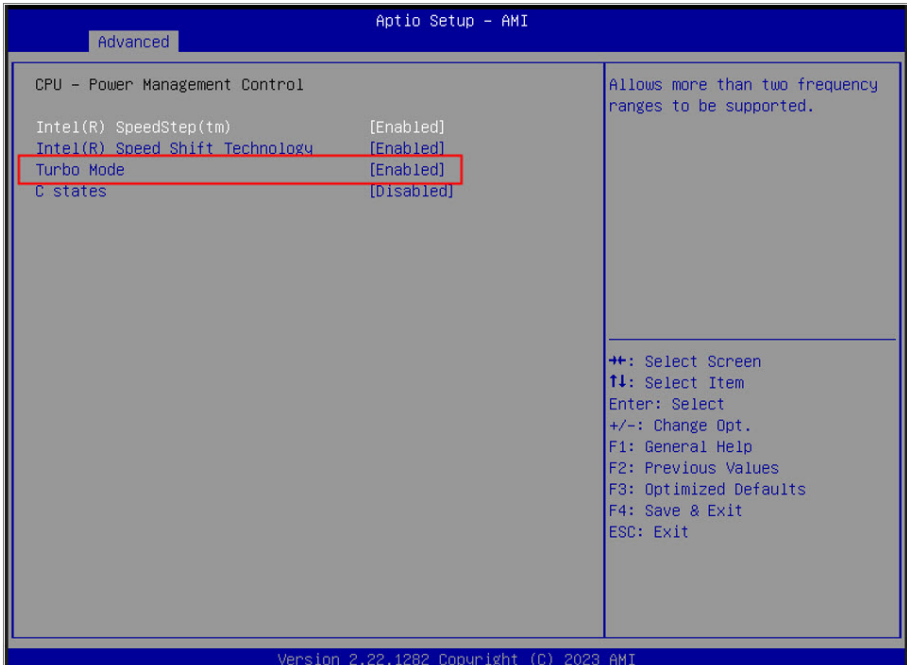 Aptio Setup – AMI
Advanced
CPU – Power Management Control
Intel(R) SpeedStep(tm) [Enabled]
Intel(R) Speed Shift Technology [Enabled]
Turbo Mode [Enabled]
C states [Disabled]
Allows more than two frequency
ranges to be supported.
→←: Select Screen
↑↓: Select Item
Enter: Select
+/-: Change Opt.
F1: General Help
F2: Previous Values
F3: Optimized Defaults
F4: Save & Exit
ESC: Exit
Version 2.22.1282 Copyright (C) 2023 AMI